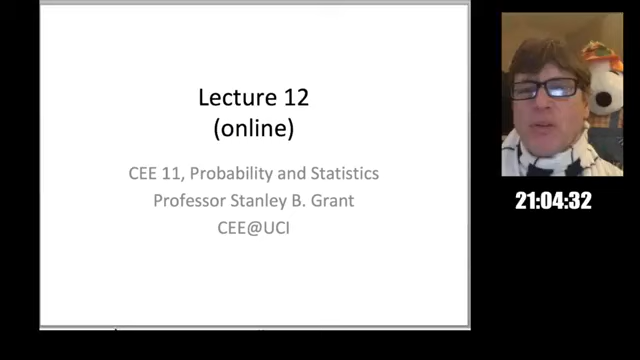 Lecture 12
(online)
CEE 11, Probability and Statistics
Professor Stanley B. Grant
CEE@UCI
21:04:32